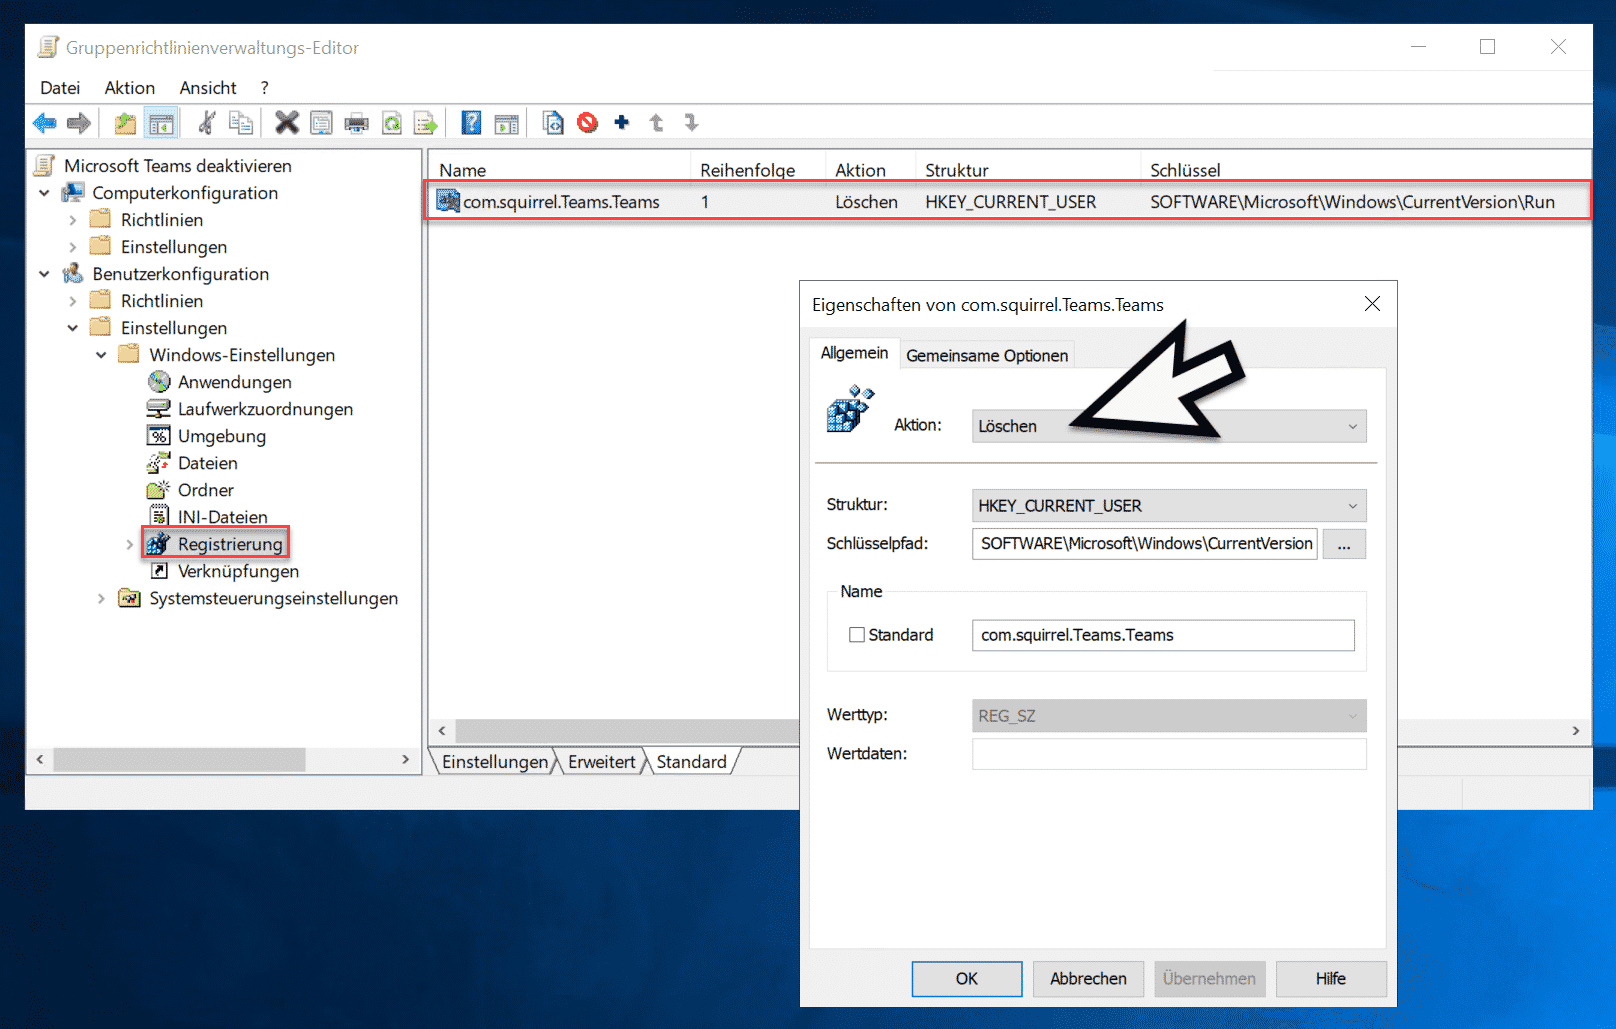 Gruppenrichtlinienverwaltungs-Editor
Datei Aktion Ansicht ?
Microsoft Teams deaktivieren
Computerkonfiguration
Richtlinien
Einstellungen
Benutzerkonfiguration
Richtlinien
Einstellungen
Windows-Einstellungen
Anwendungen
Laufwerkzuordnungen
Umgebung
Dateien
Ordner
INI-Dateien
Registrierung
Verknüpfungen
Systemsteuerungseinstellungen
Name Reihenfolge Aktion Struktur Schlüssel
com.squirrel.Teams.Teams 1 Löschen HKEY_CURRENT_USER SOFTWARE\Microsoft\Windows\CurrentVersion\Run
Einstellungen Erweitert Standard
Eigenschaften von com.squirrel.Teams.Teams
Allgemein Gemeinsame Optionen
Aktion: Löschen
Struktur: HKEY_CURRENT_USER
Schlüsselpfad: SOFTWARE\Microsoft\Windows\CurrentVersion ...
Name
Standard com.squirrel.Teams.Teams
Werttyp: REG_SZ
Wertdaten:
OK Abbrechen Übernehmen Hilfe